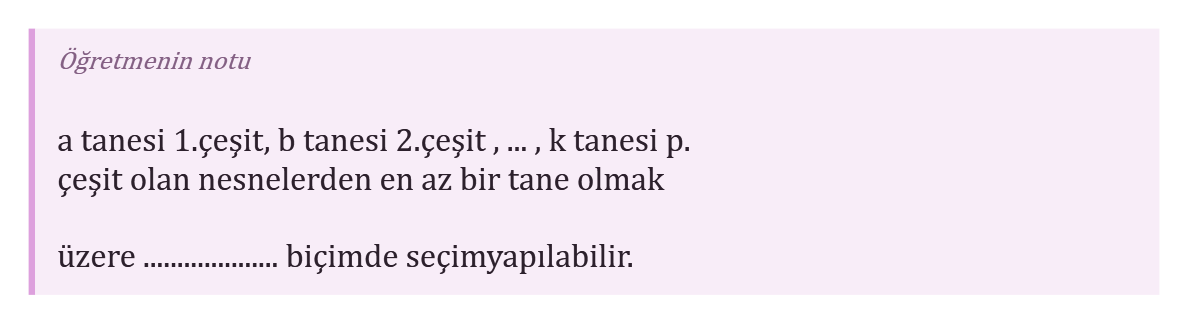 Öğretmenin notu
a tanesi 1.çeşit, b tanesi 2.çeşit , ... , k tanesi p.
çeşit olan nesnelerden en az bir tane olmak
üzere .................... biçimde seçimyapılabilir.